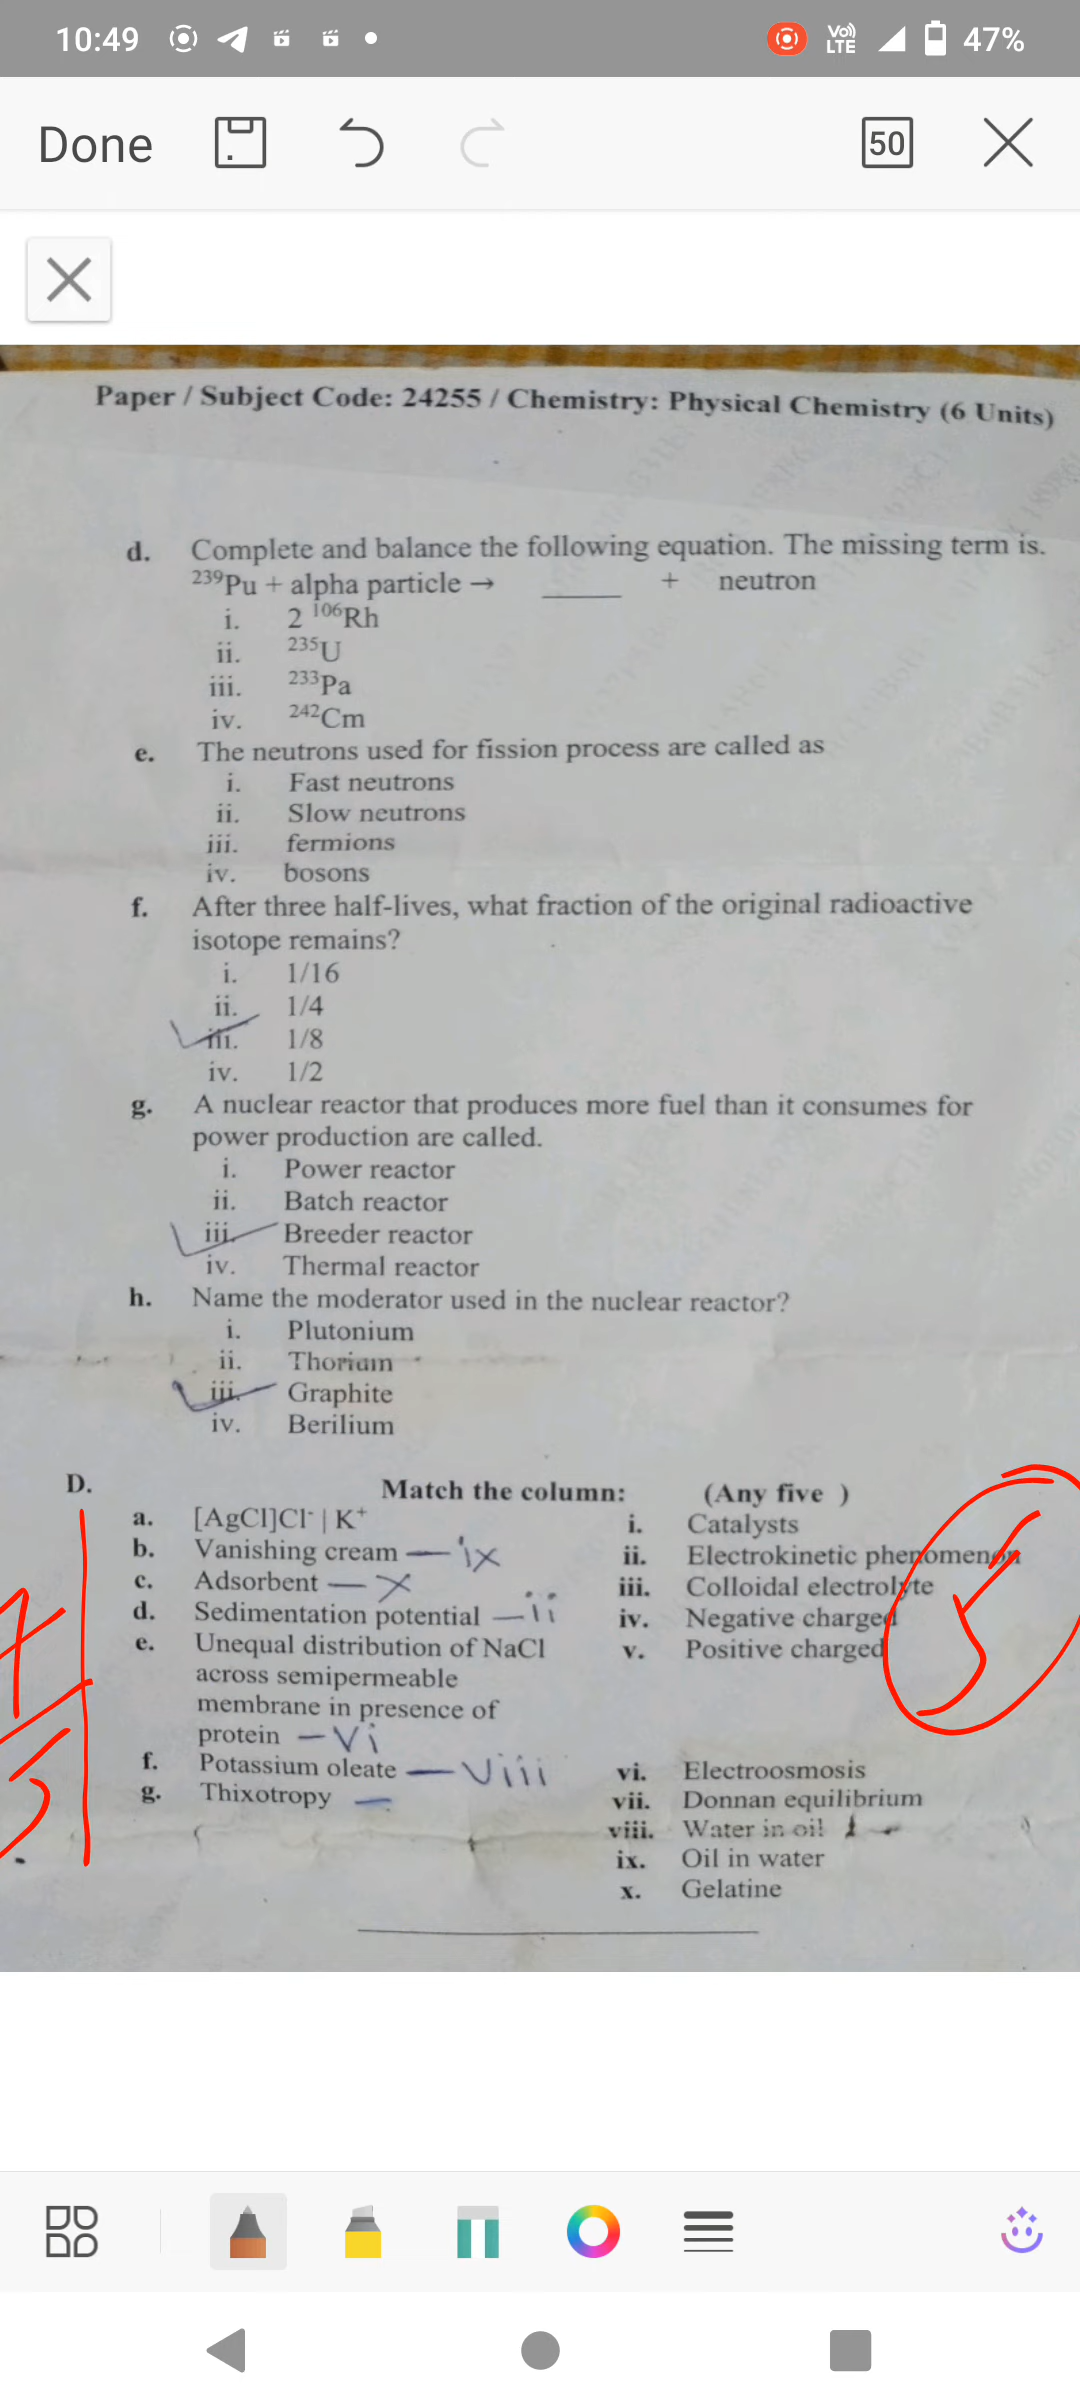 10:49 Vo)) LTE 47%
Done 50
Paper / Subject Code: 24255 / Chemistry: Physical Chemistry (6 Units)
d. Complete and balance the following equation. The missing term is.
²³⁹Pu + alpha particle → ______ + neutron
i. 2 ¹⁰⁶Rh
ii. ²³⁵U
iii. ²³³Pa
iv. ²⁴²Cm
e. The neutrons used for fission process are called as
i. Fast neutrons
ii. Slow neutrons
iii. fermions
iv. bosons
f. After three half-lives, what fraction of the original radioactive
isotope remains?
i. 1/16
ii. 1/4
iii. 1/8
iv. 1/2
g. A nuclear reactor that produces more fuel than it consumes for
power production are called.
i. Power reactor
ii. Batch reactor
iii. Breeder reactor
iv. Thermal reactor
h. Name the moderator used in the nuclear reactor?
i. Plutonium
ii. Thorium
iii. Graphite
iv. Berilium
D. Match the column: (Any five )
a. [AgCl]Cl⁻ | K⁺ i. Catalysts
b. Vanishing cream — ix ii. Electrokinetic phenomenon
c. Adsorbent — x iii. Colloidal electrolyte
d. Sedimentation potential — ii iv. Negative charged
e. Unequal distribution of NaCl v. Positive charged
across semipermeable
membrane in presence of
protein — Vi
f. Potassium oleate — Viii vi. Electroosmosis
g. Thixotropy — vii. Donnan equilibrium
viii. Water in oil
ix. Oil in water
x. Gelatine
5